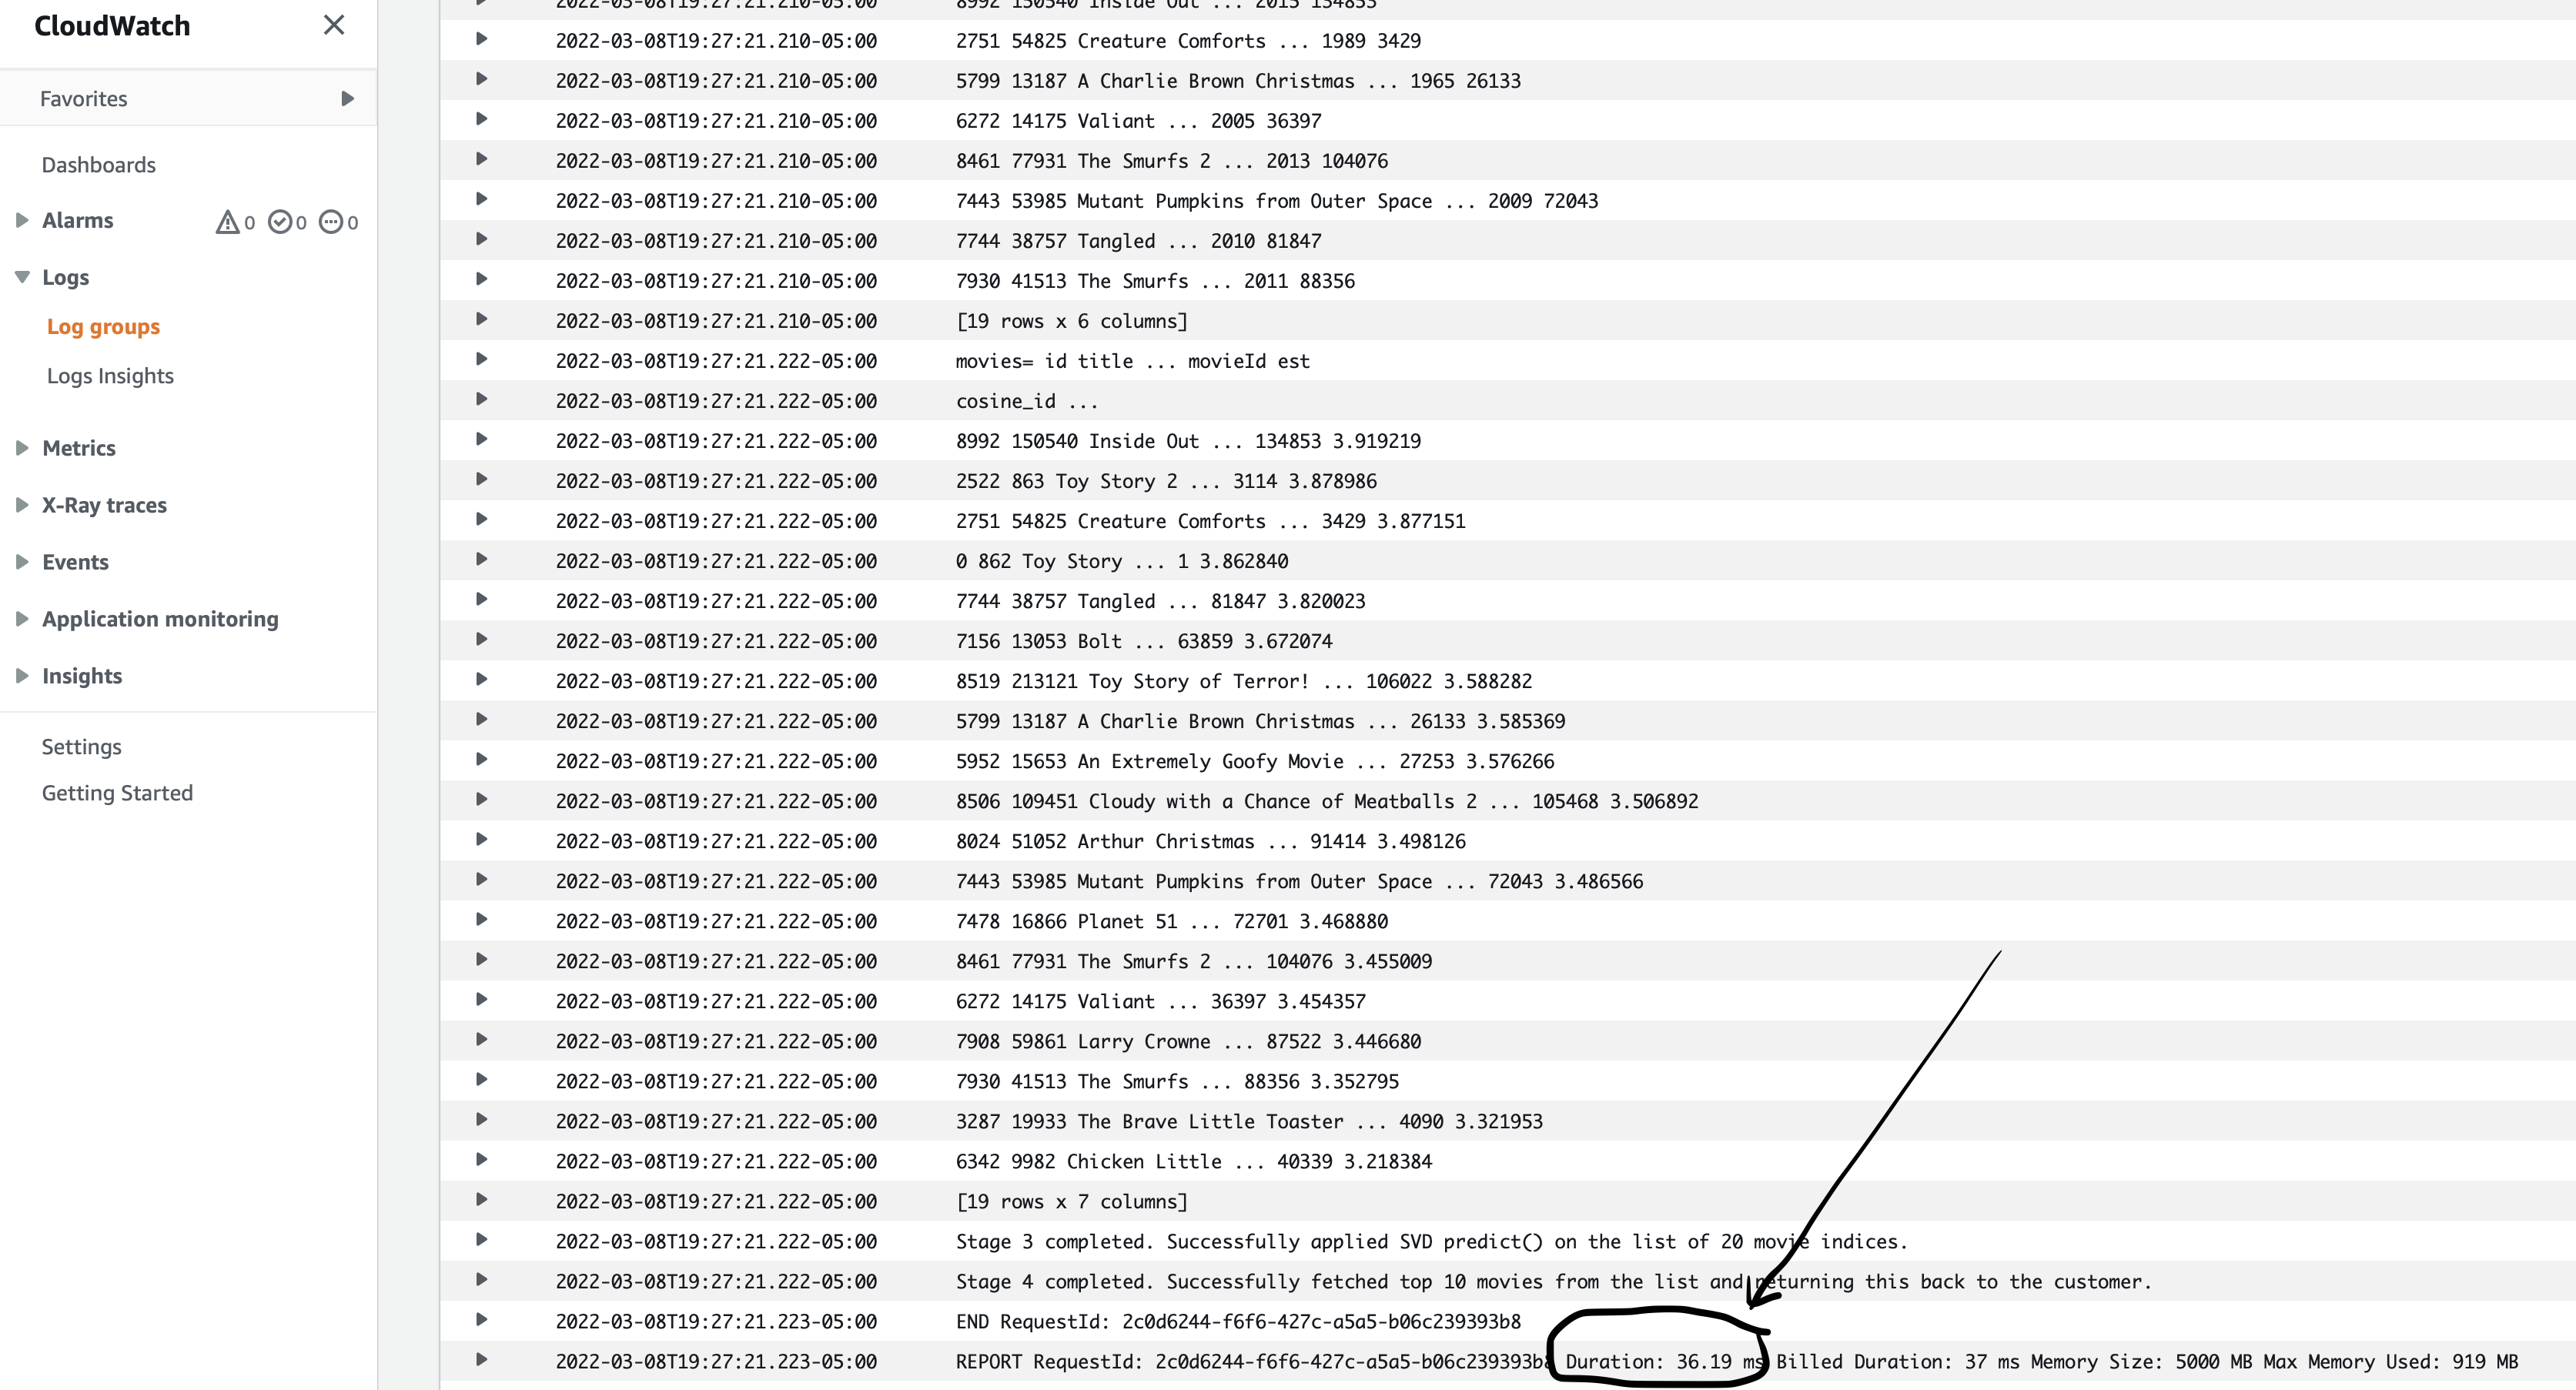 CloudWatch
Favorites
Dashboards
Alarms 0 0 0
Logs
Log groups
Logs Insights
Metrics
X-Ray traces
Events
Application monitoring
Insights
Settings
Getting Started
8992 150540 Inside Out ... 2015 134853
2022-03-08T19:27:21.210-05:00 2751 54825 Creature Comforts ... 1989 3429
2022-03-08T19:27:21.210-05:00 5799 13187 A Charlie Brown Christmas ... 1965 26133
2022-03-08T19:27:21.210-05:00 6272 14175 Valiant ... 2005 36397
2022-03-08T19:27:21.210-05:00 8461 77931 The Smurfs 2 ... 2013 104076
2022-03-08T19:27:21.210-05:00 7443 53985 Mutant Pumpkins from Outer Space ... 2009 72043
2022-03-08T19:27:21.210-05:00 7744 38757 Tangled ... 2010 81847
2022-03-08T19:27:21.210-05:00 7930 41513 The Smurfs ... 2011 88356
2022-03-08T19:27:21.210-05:00 [19 rows x 6 columns]
2022-03-08T19:27:21.222-05:00 movies= id title ... movieId est
2022-03-08T19:27:21.222-05:00 cosine_id ...
2022-03-08T19:27:21.222-05:00 8992 150540 Inside Out ... 134853 3.919219
2022-03-08T19:27:21.222-05:00 2522 863 Toy Story 2 ... 3114 3.878986
2022-03-08T19:27:21.222-05:00 2751 54825 Creature Comforts ... 3429 3.877151
2022-03-08T19:27:21.222-05:00 0 862 Toy Story ... 1 3.862840
2022-03-08T19:27:21.222-05:00 7744 38757 Tangled ... 81847 3.820023
2022-03-08T19:27:21.222-05:00 7156 13053 Bolt ... 63859 3.672074
2022-03-08T19:27:21.222-05:00 8519 213121 Toy Story of Terror! ... 106022 3.588282
2022-03-08T19:27:21.222-05:00 5799 13187 A Charlie Brown Christmas ... 26133 3.585369
2022-03-08T19:27:21.222-05:00 5952 15653 An Extremely Goofy Movie ... 27253 3.576266
2022-03-08T19:27:21.222-05:00 8506 109451 Cloudy with a Chance of Meatballs 2 ... 105468 3.506892
2022-03-08T19:27:21.222-05:00 8024 51052 Arthur Christmas ... 91414 3.498126
2022-03-08T19:27:21.222-05:00 7443 53985 Mutant Pumpkins from Outer Space ... 72043 3.486566
2022-03-08T19:27:21.222-05:00 7478 16866 Planet 51 ... 72701 3.468880
2022-03-08T19:27:21.222-05:00 8461 77931 The Smurfs 2 ... 104076 3.455009
2022-03-08T19:27:21.222-05:00 6272 14175 Valiant ... 36397 3.454357
2022-03-08T19:27:21.222-05:00 7908 59861 Larry Crowne ... 87522 3.446680
2022-03-08T19:27:21.222-05:00 7930 41513 The Smurfs ... 88356 3.352795
2022-03-08T19:27:21.222-05:00 3287 19933 The Brave Little Toaster ... 4090 3.321953
2022-03-08T19:27:21.222-05:00 6342 9982 Chicken Little ... 40339 3.218384
2022-03-08T19:27:21.222-05:00 [19 rows x 7 columns]
2022-03-08T19:27:21.222-05:00 Stage 3 completed. Successfully applied SVD predict() on the list of 20 movie indices.
2022-03-08T19:27:21.222-05:00 Stage 4 completed. Successfully fetched top 10 movies from the list and returning this back to the customer.
2022-03-08T19:27:21.223-05:00 END RequestId: 2c0d6244-f6f6-427c-a5a5-b06c239393b8
2022-03-08T19:27:21.223-05:00 REPORT RequestId: 2c0d6244-f6f6-427c-a5a5-b06c239393b8 Duration: 36.19 ms Billed Duration: 37 ms Memory Size: 5000 MB Max Memory Used: 919 MB